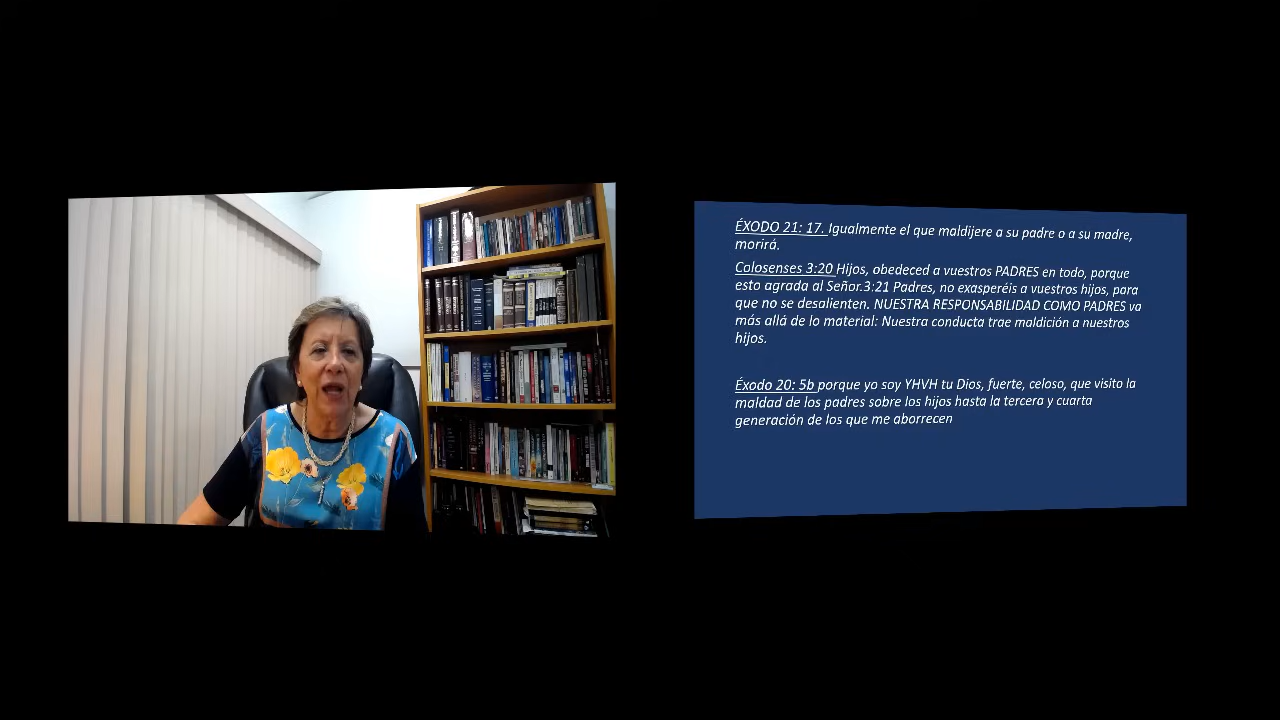 ÉXODO 21: 17. Igualmente el que maldijere a su padre o a su madre,
morirá.
Calosenses 3:20 Hijos, obedeced a vuestros PADRES en todo, porque
esto agrada al Señor.3:21 Padres, no exasperéis a vuestros hijos, para
que no se desalienten. NUESTRA RESPONSABILIDAD COMO PADRES va
más allá de lo material: Nuestra conducta trae maldición a nuestros
hijos.
Éxodo 20: 5b porque yo soy YHVH tu Dios, fuerte, celoso, que visito la
maldad de los padres sobre los hijos hasta la tercera y cuarta
generación de los que me aborrecen